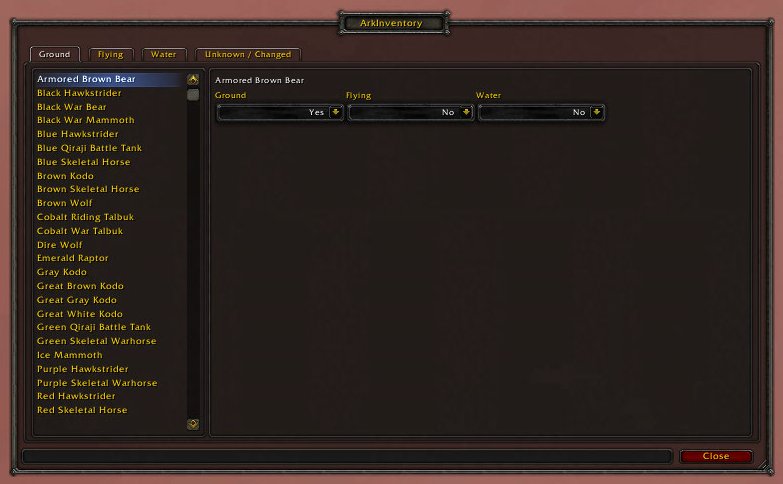 ArkInventory
Ground Flying Water Unknown / Changed
Armored Brown Bear
Black Hawkstrider
Black War Bear
Black War Mammoth
Blue Hawkstrider
Blue Qiraji Battle Tank
Blue Skeletal Horse
Brown Kodo
Brown Skeletal Horse
Brown Wolf
Cobalt Riding Talbuk
Cobalt War Talbuk
Dire Wolf
Emerald Raptor
Gray Kodo
Great Brown Kodo
Great Gray Kodo
Great White Kodo
Green Qiraji Battle Tank
Green Skeletal Warhorse
Ice Mammoth
Purple Hawkstrider
Purple Skeletal Warhorse
Red Hawkstrider
Red Skeletal Horse
Armored Brown Bear
Ground Flying Water
Yes No No
Close